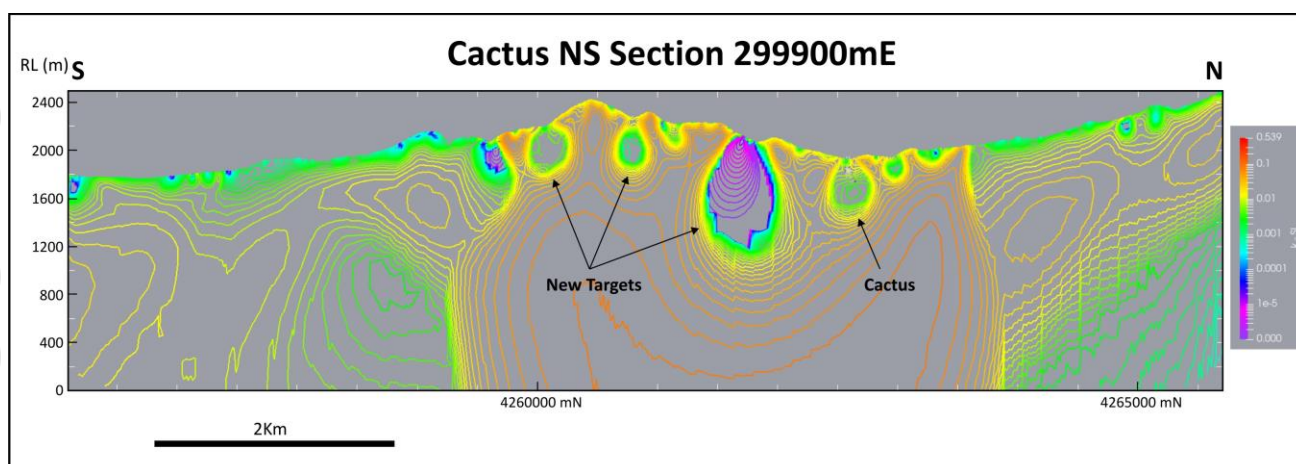 Cactus NS Section 299900mE
RL (m) S
N
2400
2000
1600
1200
800
400
0
0.539
0.1
0.01
0.001
0.0001
1e-5
0.000
New Targets
Cactus
4260000 mN
4265000 mN
2Km